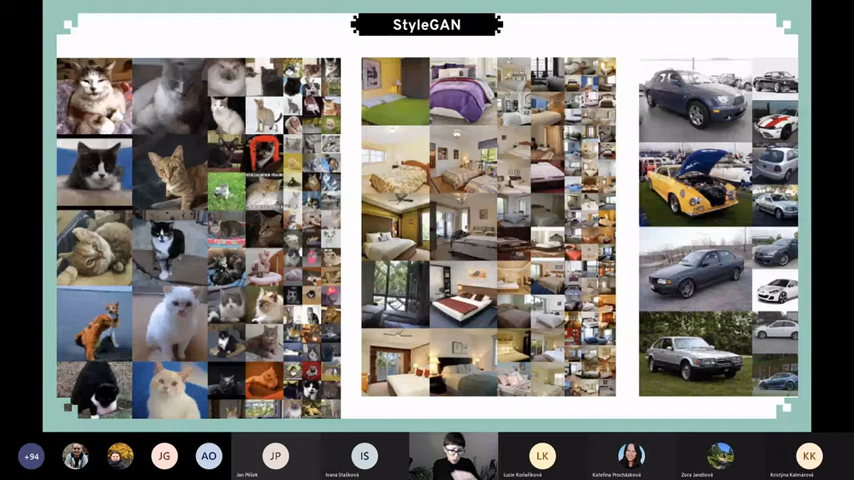 StyleGAN
+94
JG
AO
JP
IS
LK
KK
Jan Plíšek
Ivana Stašková
Lucie Koňaříková
Kateřina Procházková
Zora Jandlová
Kristýna Kašnárová